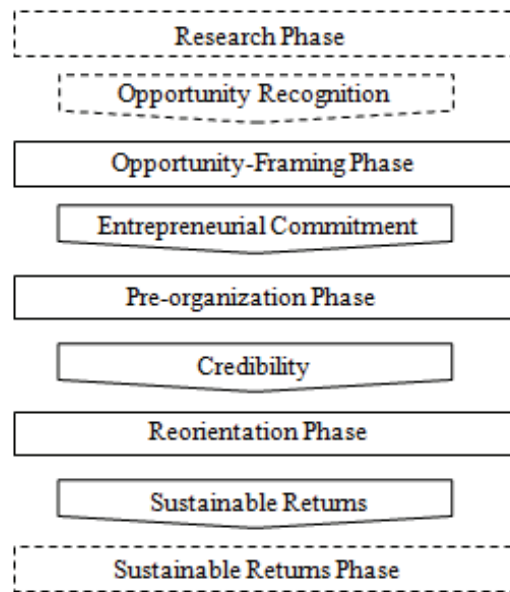 Research Phase
Opportunity Recognition
Opportunity-Framing Phase
Entrepreneurial Commitment
Pre-organization Phase
Credibility
Reorientation Phase
Sustainable Returns
Sustainable Returns Phase